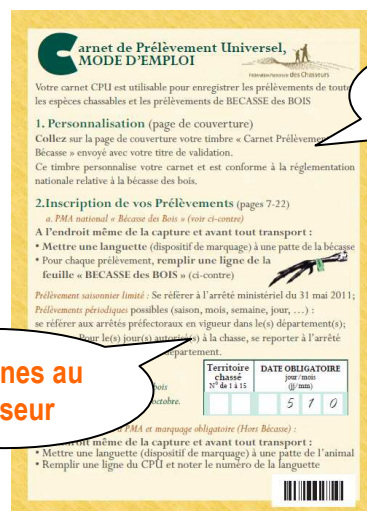 Carnet de Prélèvement Universel,
MODE D'EMPLOI
Fédération Nationale des Chasseurs
Votre carnet CPU est utilisable pour enregistrer les prélèvements de toute
les espèces chassables et les prélèvements de BECASSE des BOIS
1. Personnalisation (page de couverture)
Collez sur la page de couverture votre timbre « Carnet Prélèvemen
Bécasse » envoyé avec votre titre de validation.
Ce timbre personnalise votre carnet et est conforme à la réglementation
nationale relative à la bécasse des bois.
2.Inscription de vos Prélèvements (pages 7-22)
a. PMA national « Bécasse des Bois » (voir ci-contre)
A l'endroit même de la capture et avant tout transport :
• Mettre une languette (dispositif de marquage) à une patte de la bécasse
• Pour chaque prélèvement, remplir une ligne de la
feuille « BECASSE des BOIS » (ci-contre)
Prélèvement saisonnier limité : Se référer à l'arrêté ministériel du 31 mai 2011;
Prélèvements périodiques possibles (saison, mois, semaine, jour, …) :
se référer aux arrêtés préfectoraux en vigueur dans le(s) département(s);
Pour le(s) jour(s) autorisé(s) à la chasse, se reporter à l'arrêté
département.
nes au
sseur
bois
octobre.
Territoire chassé N° de 1 à 15
DATE OBLIGATOIRE jour/mois (jj/mm)
5 1 0
PMA et marquage obligatoire (Hors Bécasse) :
droit même de la capture et avant tout transport :
• Mettre une languette (dispositif de marquage) à une patte de l'animal
• Remplir une ligne du CPU et noter le numéro de la languette